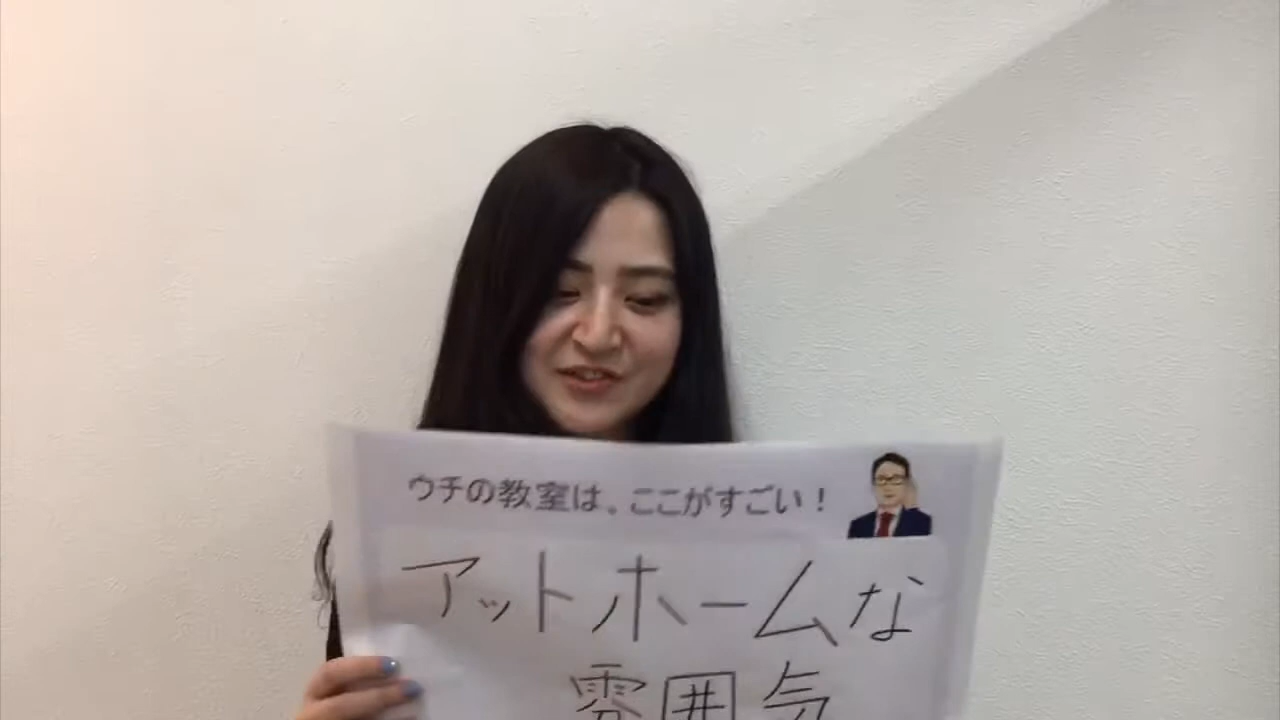 ウチの教室は、ここがすごい！
アットホームな
雰囲気